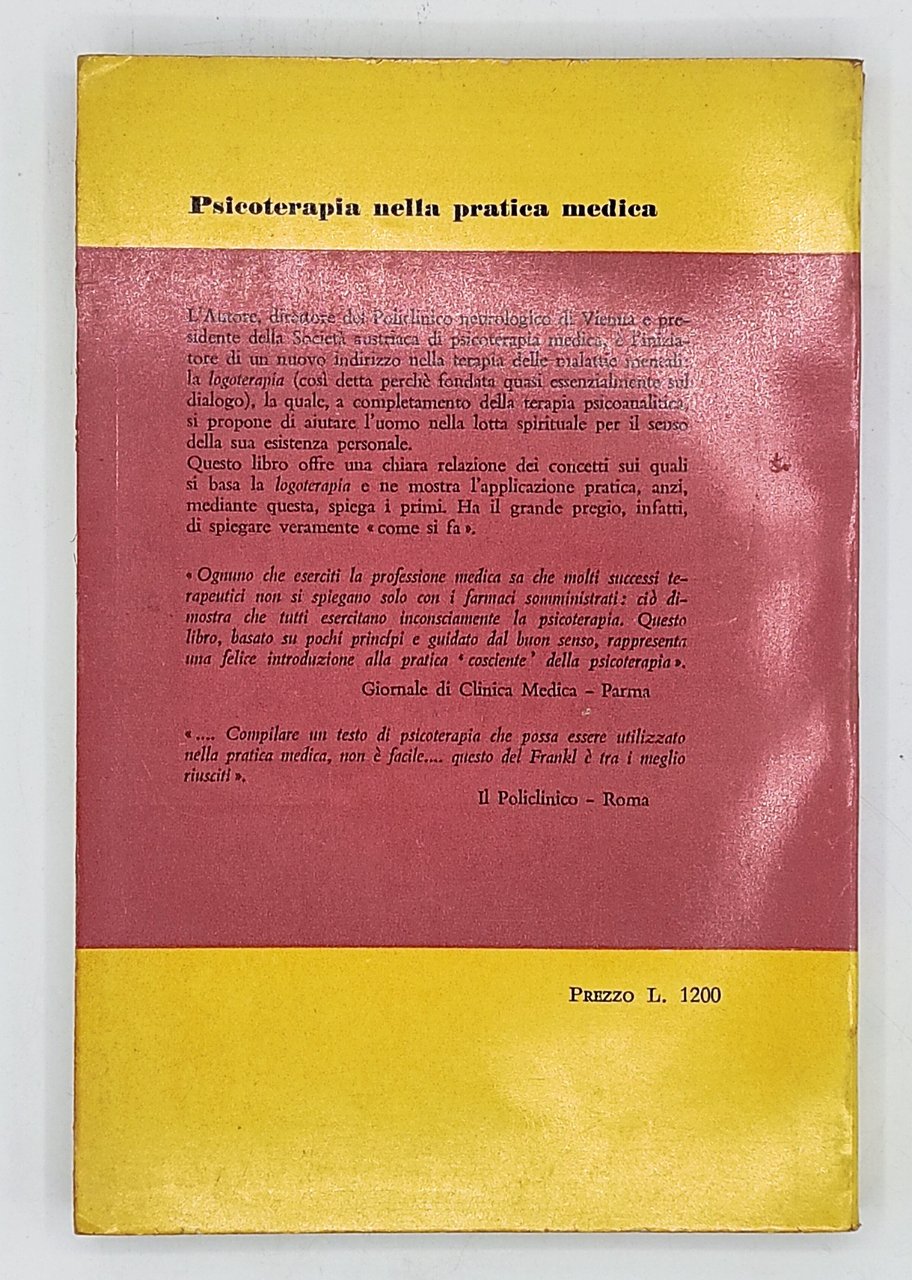 Psicoterapia nella pratica medica
L'Autore, direttore del Policlinico neurologico di Vienna e pre-
sidente della Società austriaca di psicoterapia medica, è l'inizia-
tore di un nuovo indirizzo nella terapia delle malattie mentali:
la logoterapia (così detta perchè fondata quasi essenzialmente sul
dialogo), la quale, a completamento della terapia psicoanalitica,
si propone di aiutare l'uomo nella lotta spirituale per il senso
della sua esistenza personale.
Questo libro offre una chiara relazione dei concetti sui quali
si basa la logoterapia e ne mostra l'applicazione pratica, anzi,
mediante questa, spiega i primi. Ha il grande pregio, infatti,
di spiegare veramente « come si fa ».
« Ognuno che eserciti la professione medica sa che molti successi te-
rapeutici non si spiegano solo con i farmaci somministrati: ciò di-
mostra che tutti esercitano inconsciamente la psicoterapia. Questo
libro, basato su pochi princípi e guidato dal buon senso, rappresenta
una felice introduzione alla pratica ‘ cosciente ’ della psicoterapia ».
Giornale di Clinica Medica – Parma
« .... Compilare un testo di psicoterapia che possa essere utilizzato
nella pratica medica, non è facile.... questo del Frankl è tra i meglio
riusciti ».
Il Policlinico – Roma
Prezzo L. 1200